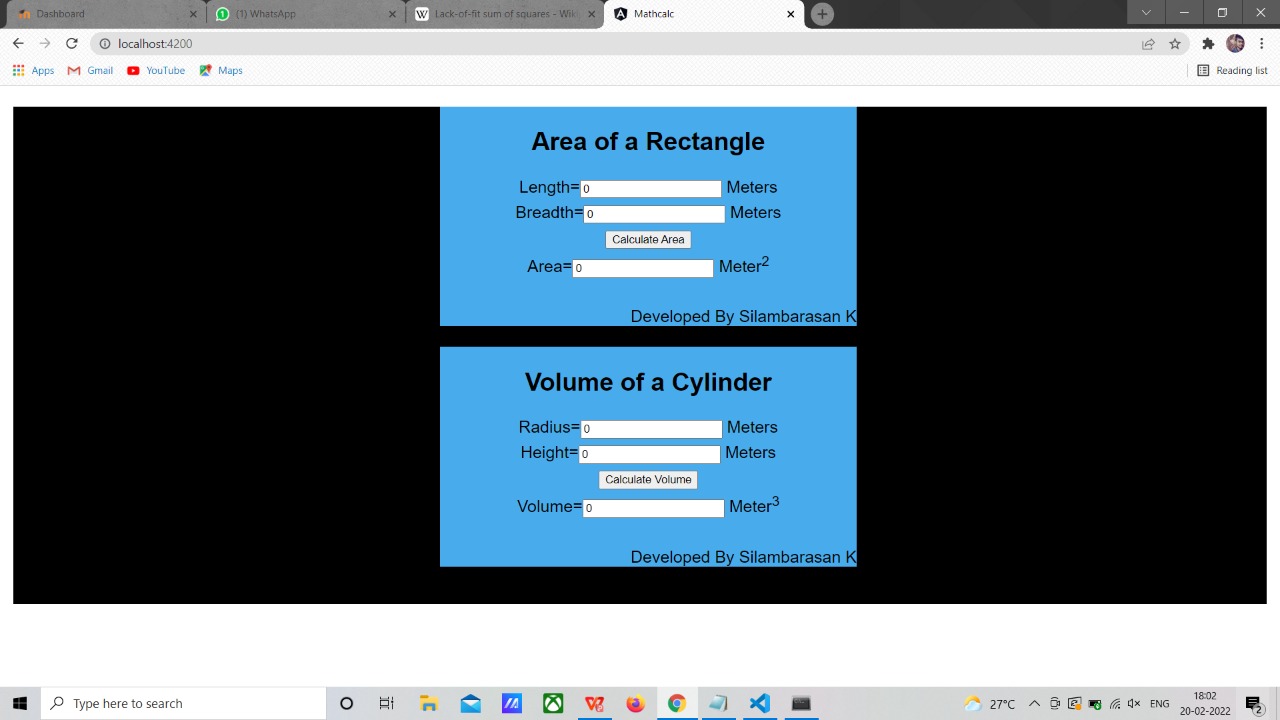 Dashboard
(1) WhatsApp
Lack-of-fit sum of squares - Wik
Mathcalc
localhost:4200
Apps
Gmail
YouTube
Maps
Reading list
Area of a Rectangle
Length=0 Meters
Breadth=0 Meters
Calculate Area
Area=0 Meter2
Developed By Silambarasan K
Volume of a Cylinder
Radius=0 Meters
Height=0 Meters
Calculate Volume
Volume=0 Meter3
Developed By Silambarasan K
Type here to search
27°C
ENG
18:02
20-02-2022
2